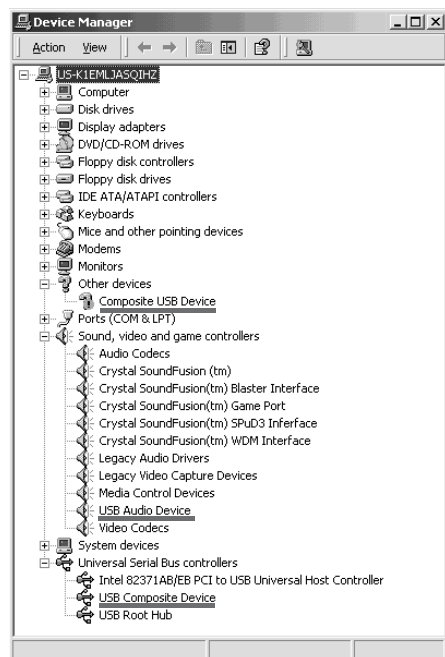 Device Manager
Action View
US-K1EMLJASQIHZ
Computer
Disk drives
Display adapters
DVD/CD-ROM drives
Floppy disk controllers
Floppy disk drives
IDE ATA/ATAPI controllers
Keyboards
Mice and other pointing devices
Modems
Monitors
Other devices
Composite USB Device
Ports (COM & LPT)
Sound, video and game controllers
Audio Codecs
Crystal SoundFusion (tm)
Crystal SoundFusion(tm) Blaster Interface
Crystal SoundFusion(tm) Game Port
Crystal SoundFusion(tm) SPuD3 Inferface
Crystal SoundFusion(tm) WDM Interface
Legacy Audio Drivers
Legacy Video Capture Devices
Media Control Devices
USB Audio Device
Video Codecs
System devices
Universal Serial Bus controllers
Intel 82371AB/EB PCI to USB Universal Host Controller
USB Composite Device
USB Root Hub